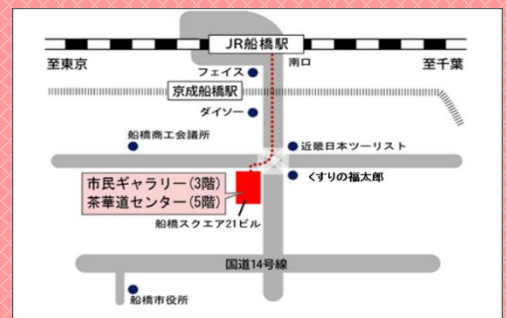 JR船橋駅
至東京
南口
至千葉
フェイス
京成船橋駅
ダイソー
船橋商工会議所
近畿日本ツーリスト
くすりの福太郎
市民ギャラリー(3階)
茶華道センター(5階)
船橋スクエア21ビル
国道14号線
船橋市役所